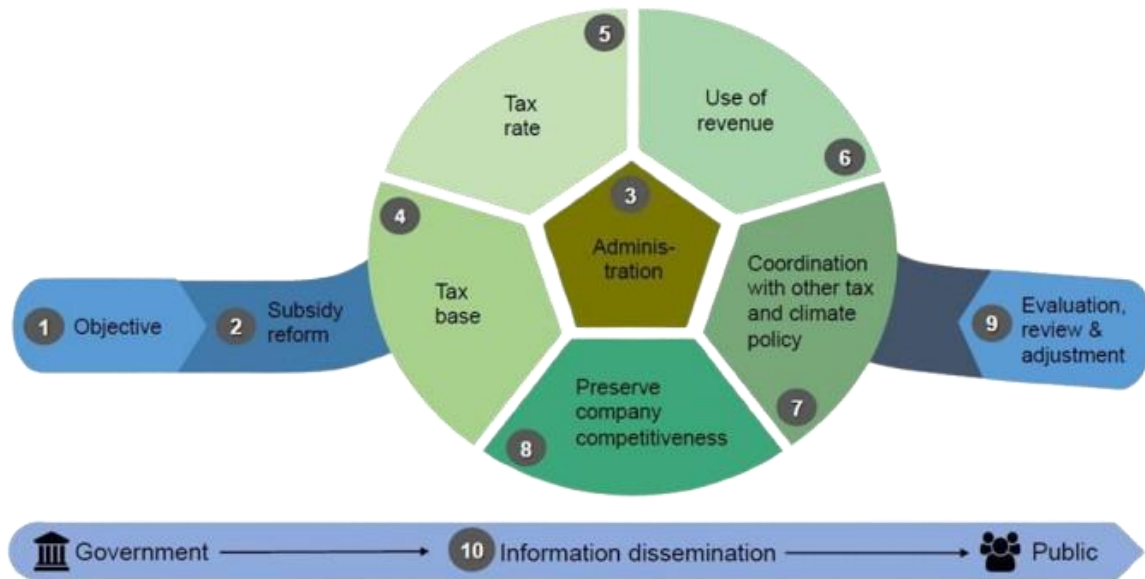 5
Tax
rate
Use of
revenue
6
3
Adminis-
tration
4
Tax
base
Coordination
with other tax
and climate
policy
7
1 Objective
2 Subsidy
reform
9 Evaluation,
review &
adjustment
Preserve
company
competitiveness
8
Government 10 Information dissemination Public